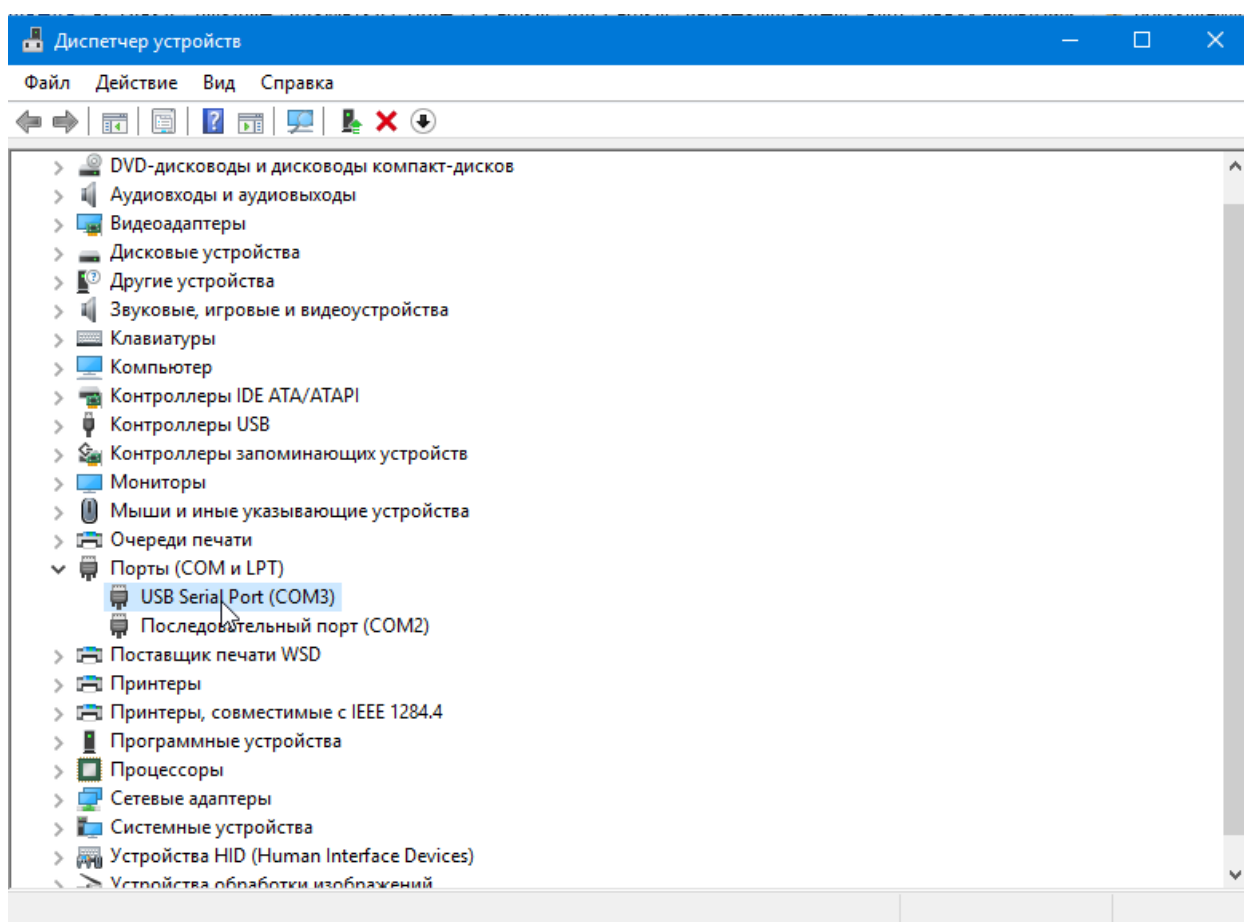 Диспетчер устройств
Файл Действие Вид Справка
DVD-дисководы и дисководы компакт-дисков
Аудиовходы и аудиовыходы
Видеоадаптеры
Дисковые устройства
Другие устройства
Звуковые, игровые и видеоустройства
Клавиатуры
Компьютер
Контроллеры IDE ATA/ATAPI
Контроллеры USB
Контроллеры запоминающих устройств
Мониторы
Мыши и иные указывающие устройства
Очереди печати
Порты (COM и LPT)
USB Serial Port (COM3)
Последовательный порт (COM2)
Поставщик печати WSD
Принтеры
Принтеры, совместимые с IEEE 1284.4
Программные устройства
Процессоры
Сетевые адаптеры
Системные устройства
Устройства HID (Human Interface Devices)
Устройства обработки изображений